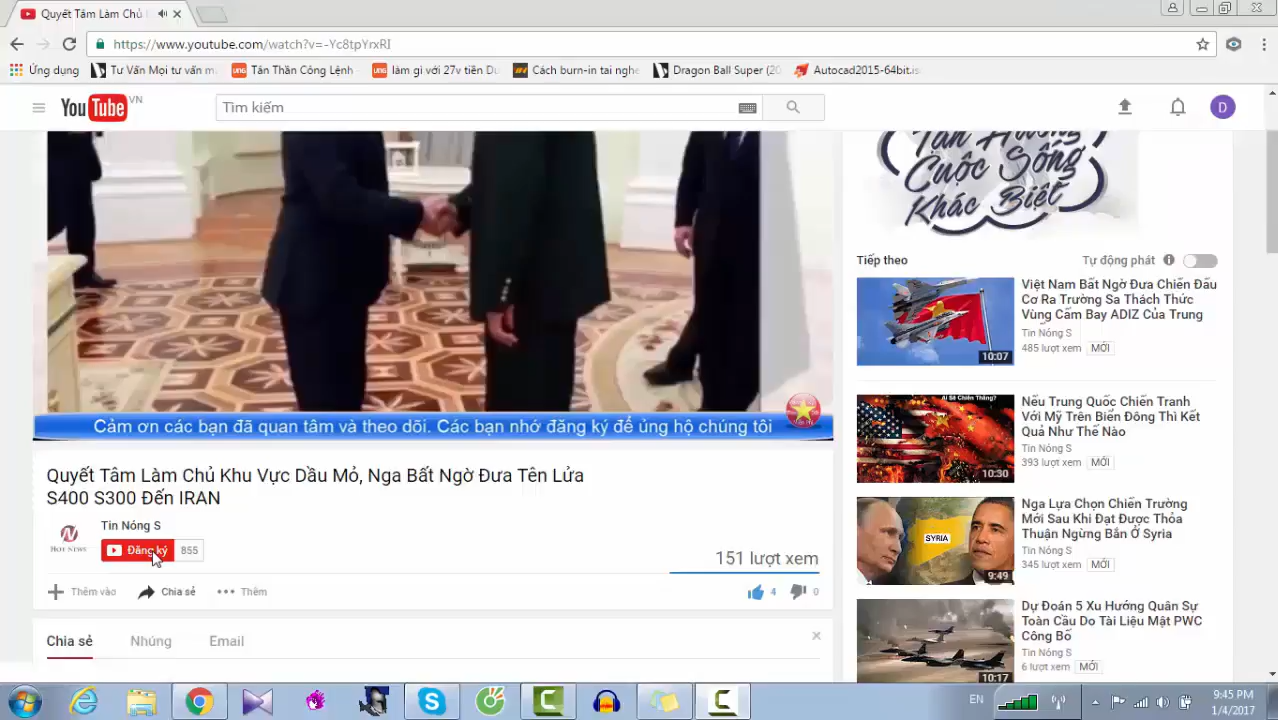 Quyết Tâm Làm Chủ
https://www.youtube.com/watch?v=-Yc8tpYrxRI
Ứng dụng
Tư Vấn Mọi tư vấn m
Tấn Thần Công Lệnh
làm gì với 27v tiên Du
Cách burn-in tai nghe
Dragon Ball Super (20
Autocad2015-64bit.is
YouTube VN
Tìm kiếm
D
Tận Hưởng
Cuộc Sống
Khác Biệt
Cảm ơn các bạn đã quan tâm và theo dõi. Các bạn nhớ đăng ký để ủng hộ chúng tôi
Quyết Tâm Làm Chủ Khu Vực Dầu Mỏ, Nga Bất Ngờ Đưa Tên Lửa
S400 S300 Đến IRAN
HOT NEWS
Tin Nóng S
Đăng ký 855
151 lượt xem
Thêm vào
Chia sẻ
Thêm
4
0
Chia sẻ
Nhúng
Email
Tiếp theo
Tự động phát
10:07
Việt Nam Bất Ngờ Đưa Chiến Đấu
Cơ Ra Trường Sa Thách Thức
Vùng Cấm Bay ADIZ Của Trung
Tin Nóng S
485 lượt xem MỚI
Ai Sẽ Chiến Thắng?
10:30
Nếu Trung Quốc Chiến Tranh
Với Mỹ Trên Biển Đông Thì Kết
Quả Như Thế Nào
Tin Nóng S
393 lượt xem MỚI
SYRIA
9:49
Nga Lựa Chọn Chiến Trường
Mới Sau Khi Đạt Được Thỏa
Thuận Ngừng Bắn Ở Syria
Tin Nóng S
345 lượt xem MỚI
10:17
Dự Đoán 5 Xu Hướng Quân Sự
Toàn Cầu Do Tài Liệu Mật PWC
Công Bố
Tin Nóng S
6 lượt xem MỚI
EN
9:45 PM
1/4/2017